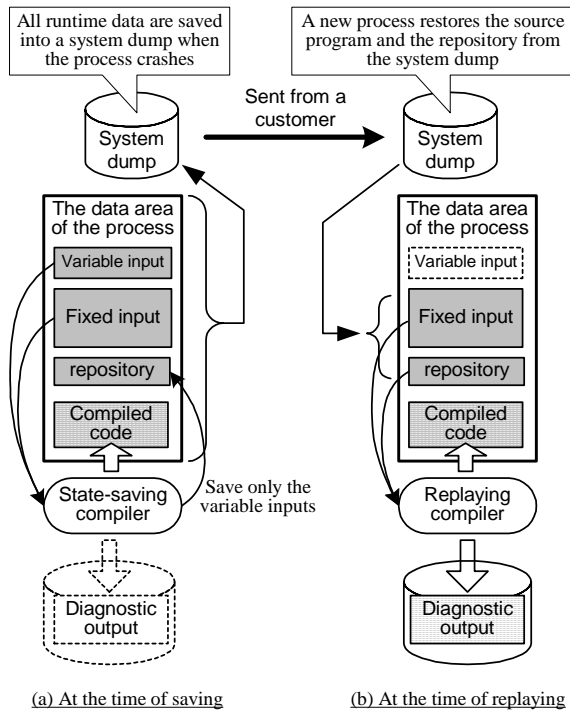 All runtime data are saved
into a system dump when
the process crashes
A new process restores the source
program and the repository from
the system dump
Sent from a
customer
System
dump
System
dump
The data area
of the process
Variable input
Fixed input
repository
Compiled
code
State-saving
compiler
Save only the
variable inputs
Diagnostic
output
The data area
of the process
Variable input
Fixed input
repository
Compiled
code
Replaying
compiler
Diagnostic
output
(a) At the time of saving
(b) At the time of replaying